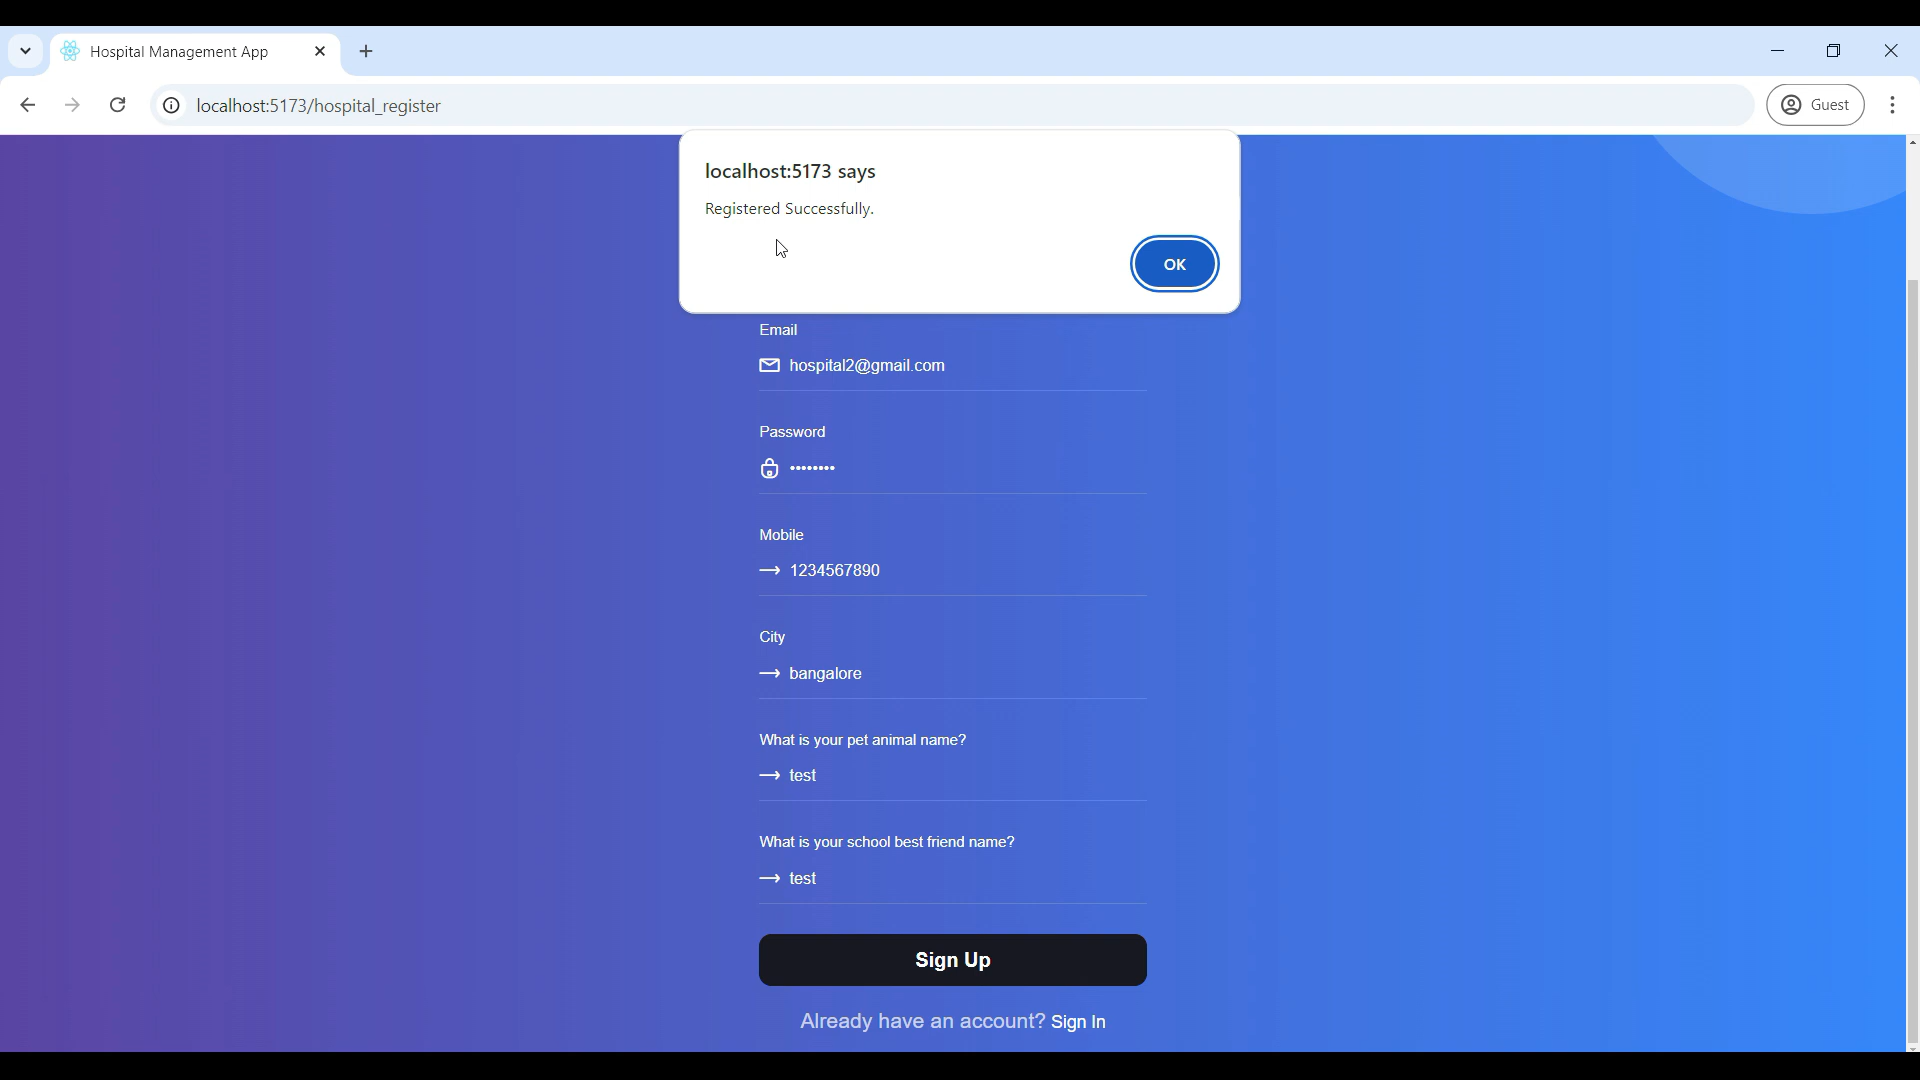 Hospital Management App
localhost:5173/hospital_register
Guest
localhost:5173 says
Registered Successfully.
OK
Email
hospital2@gmail.com
Password
••••••••
Mobile
1234567890
City
bangalore
What is your pet animal name?
test
What is your school best friend name?
test
Sign Up
Already have an account? Sign In